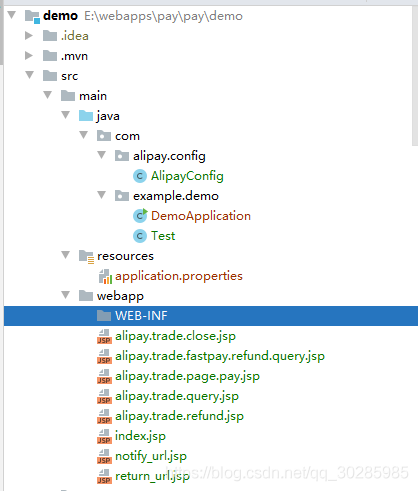 demo E:\webapps\pay\pay\demo
.idea
.mvn
src
main
java
com
alipay.config
AlipayConfig
example.demo
DemoApplication
Test
resources
application.properties
webapp
WEB-INF
alipay.trade.close.jsp
alipay.trade.fastpay.refund.query.jsp
alipay.trade.page.pay.jsp
alipay.trade.query.jsp
alipay.trade.refund.jsp
index.jsp
notify_url.jsp
https://blog.csdn.net/qq_30285985
return_url.jsp